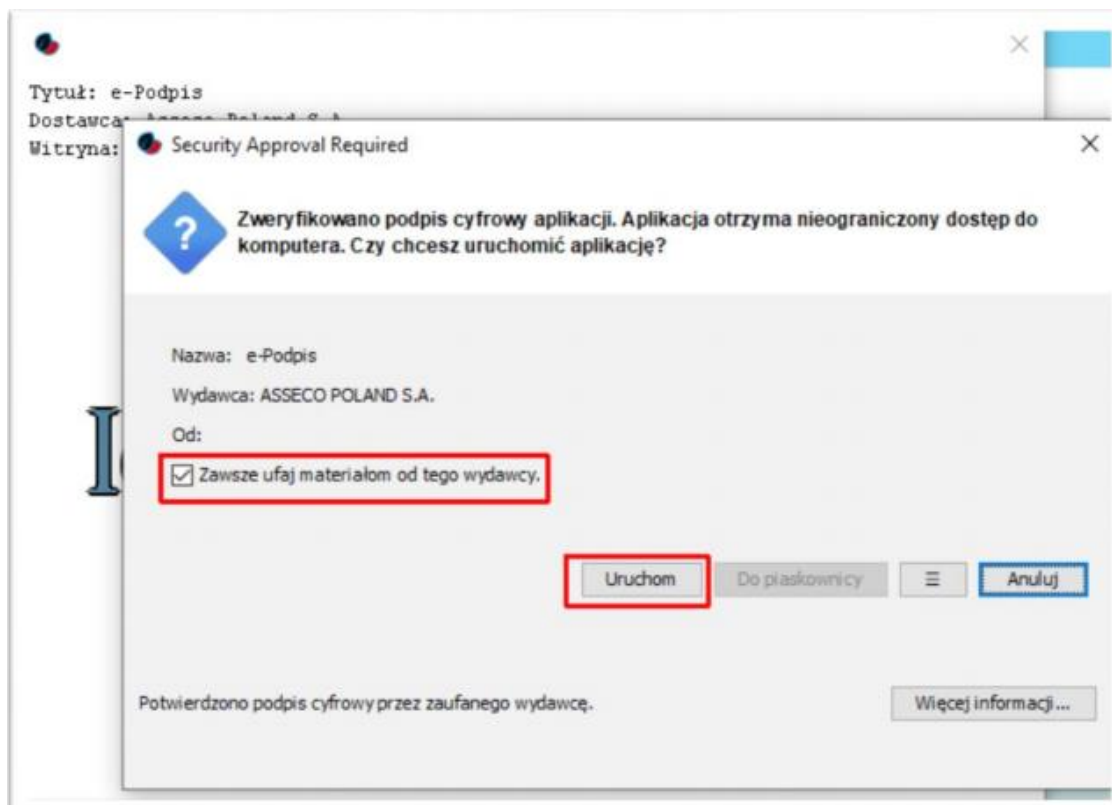 Tytuł: e-Podpis
Dostawca:
Witryna:
Security Approval Required
Zweryfikowano podpis cyfrowy aplikacji. Aplikacja otrzyma nieograniczony dostęp do
komputera. Czy chcesz uruchomić aplikację?
Nazwa: e-Podpis
Wydawca: ASSECO POLAND S.A.
Od:
Zawsze ufaj materiałom od tego wydawcy.
Uruchom Do piaskownicy ☰ Anuluj
Potwierdzono podpis cyfrowy przez zaufanego wydawcę.
Więcej informacji...